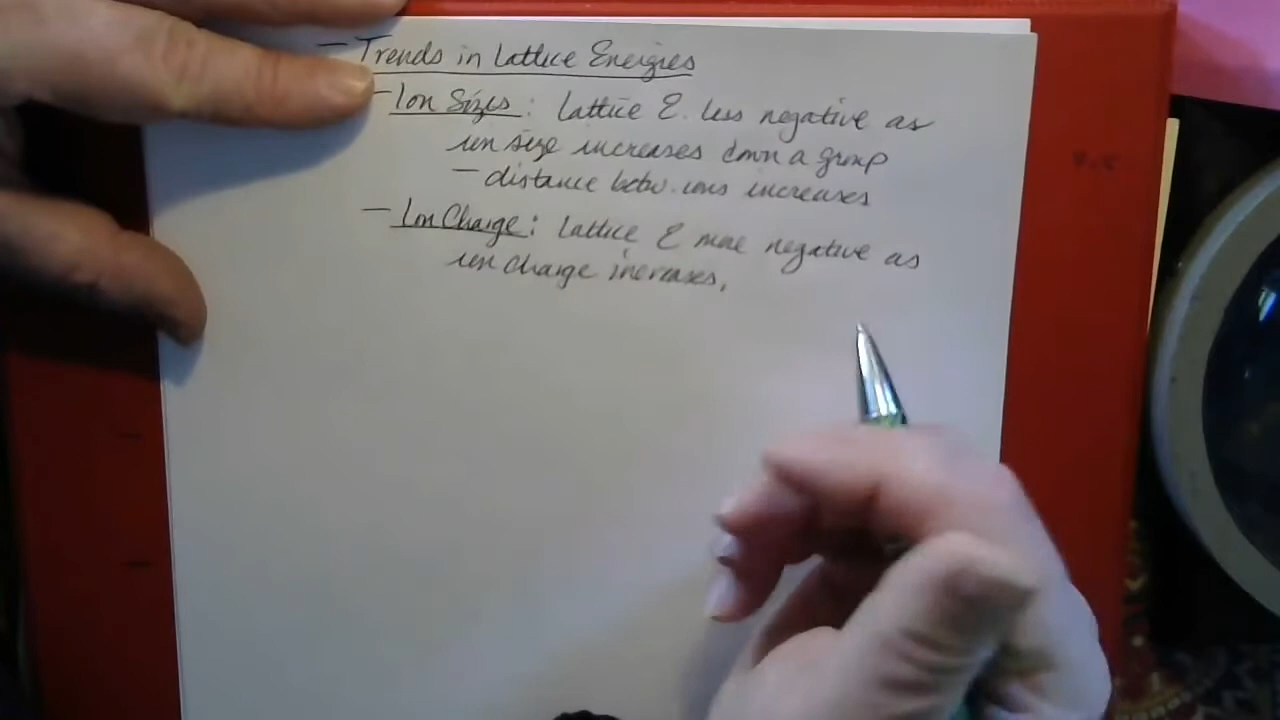 - Trends in Lattice Energies
- Ion Sizes: Lattice E. less negative as
ion size increases down a group
- distance betw. ions increases
- Ion Charge: Lattice E more negative as
ion charge increases.